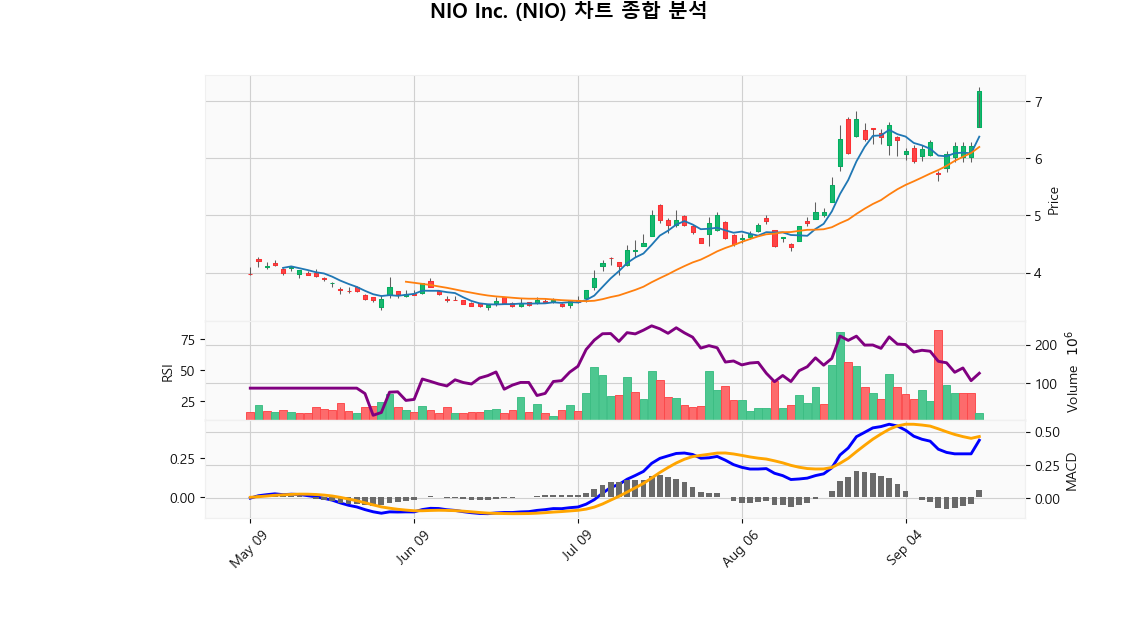 NIO Inc. (NIO) 차트 종합 분석
7
6
5
4
Price
75
50
25
RSI
200
100
Volume 10⁶
0.25
0.00
0.50
0.25
0.00
MACD
May 09
Jun 09
Jul 09
Aug 06
Sep 04